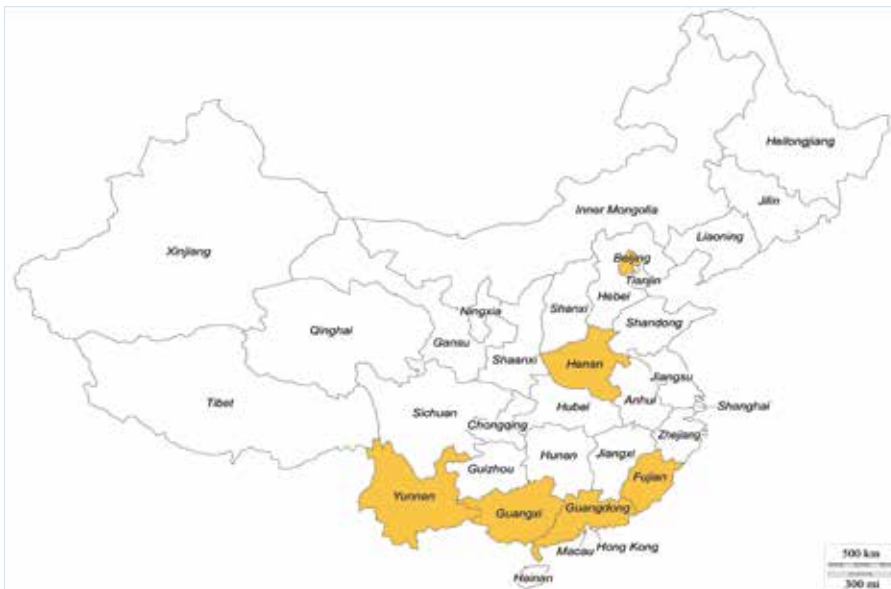 Heilongjiang
Jilin
Inner Mongolia
Liaoning
Xinjiang
Beijing
Tianjin
Hebei
Ningxia
Shanxi
Shandong
Qinghai
Gansu
Shaanxi
Henan
Jiangsu
Tibet
Sichuan
Hubei
Anhui
Shanghai
Chongqing
Zhejiang
Guizhou
Hunan
Jiangxi
Fujian
Yunnan
Guangxi
Guangdong
Macau
Hong Kong
Hainan
500 km
300 mi